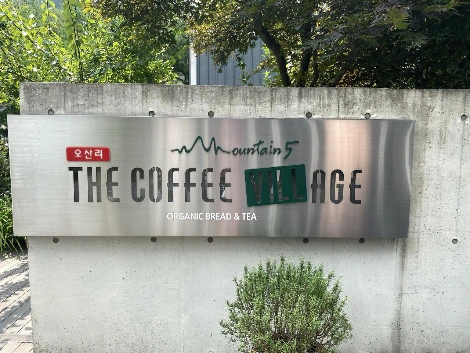 Mountain 5
오산리
THE COFFEE VILLAGE
ORGANIC BREAD & TEA